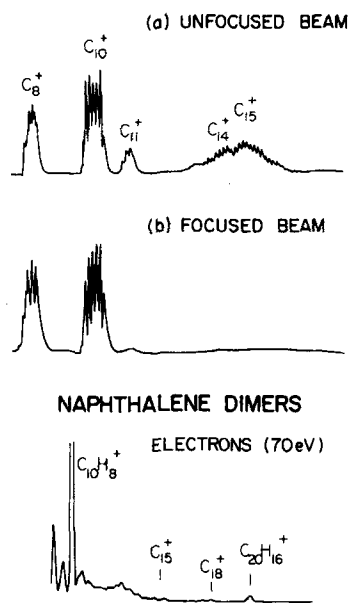 (a) UNFOCUSED BEAM
C8+
C10+
C11+
C14+
C15+
(b) FOCUSED BEAM
NAPHTHALENE DIMERS
ELECTRONS (70eV)
C10H8+
C15+
C18+
C20H16+